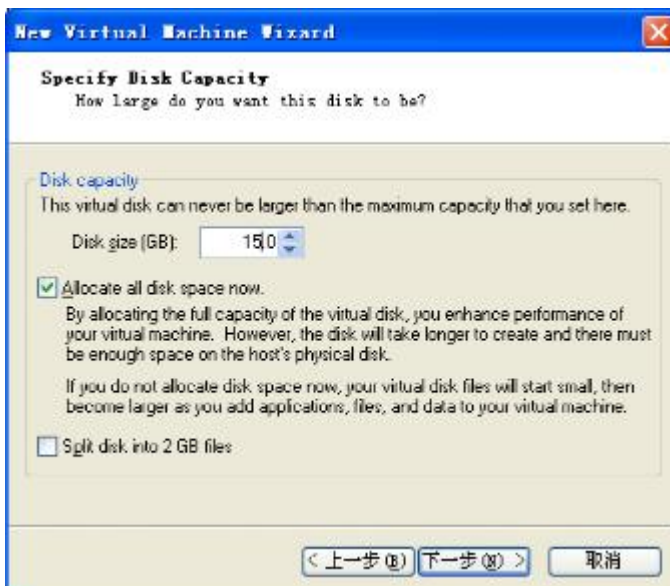 New Virtual Machine Wizard
Specify Disk Capacity
How large do you want this disk to be?
Disk capacity
This virtual disk can never be larger than the maximum capacity that you set here.
Disk size (GB): 15.0
Allocate all disk space now.
By allocating the full capacity of the virtual disk, you enhance performance of
your virtual machine. However, the disk will take longer to create and there must
be enough space on the host's physical disk.
If you do not allocate disk space now, your virtual disk files will start small, then
become larger as you add applications, files, and data to your virtual machine.
Split disk into 2 GB files
< 上一步(B) 下一步(N) > 取消